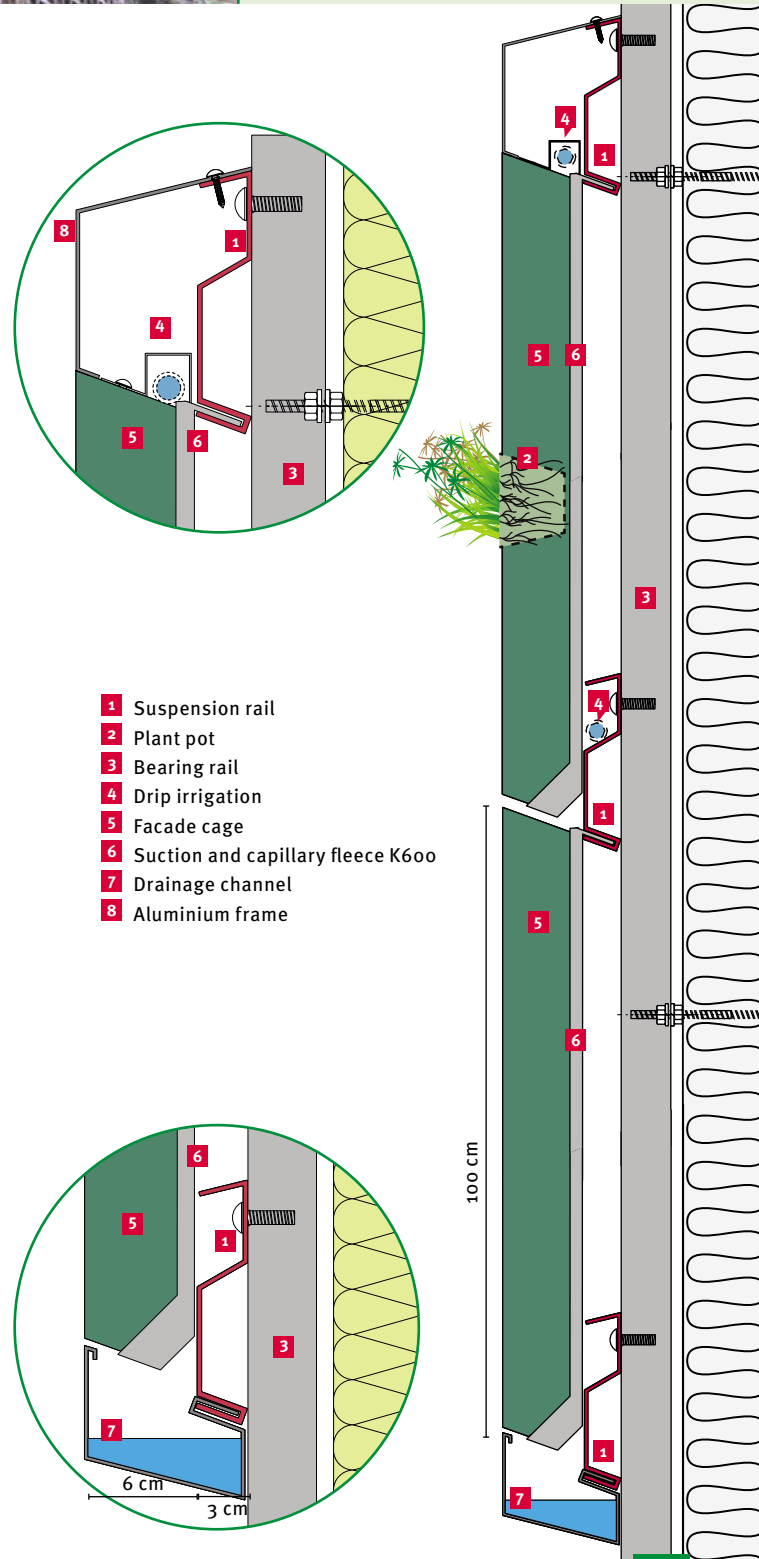 4
1
8
1
4
5
6
5
6
3
2
3
1 Suspension rail
2 Plant pot
3 Bearing rail
4 Drip irrigation
5 Facade cage
6 Suction and capillary fleece K600
7 Drainage channel
8 Aluminium frame
4
1
5
6
100 cm
6
5
1
3
7
6 cm
3 cm
1
7